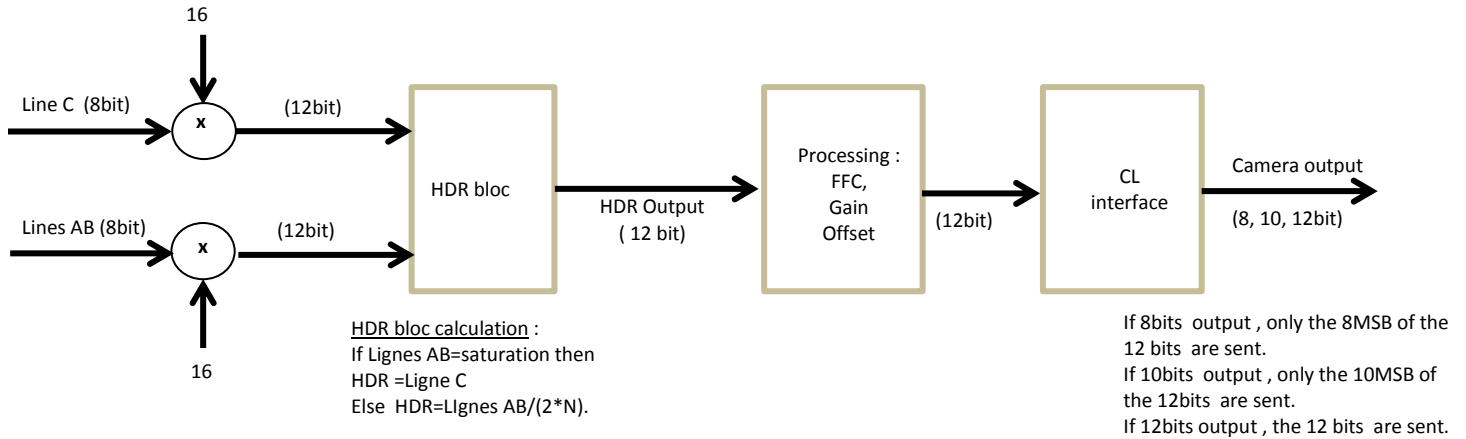 16
Line C (8bit)
x
(12bit)
Lines AB (8bit)
x
(12bit)
16
HDR bloc
HDR Output
( 12 bit)
Processing :
FFC,
Gain
Offset
(12bit)
CL
interface
Camera output
(8, 10, 12bit)
HDR bloc calculation :
If Lignes AB=saturation then
HDR =Ligne C
Else HDR=LIgnes AB/(2*N).
If 8bits output , only the 8MSB of the
12 bits are sent.
If 10bits output , only the 10MSB of
the 12bits are sent.
If 12bits output , the 12 bits are sent.